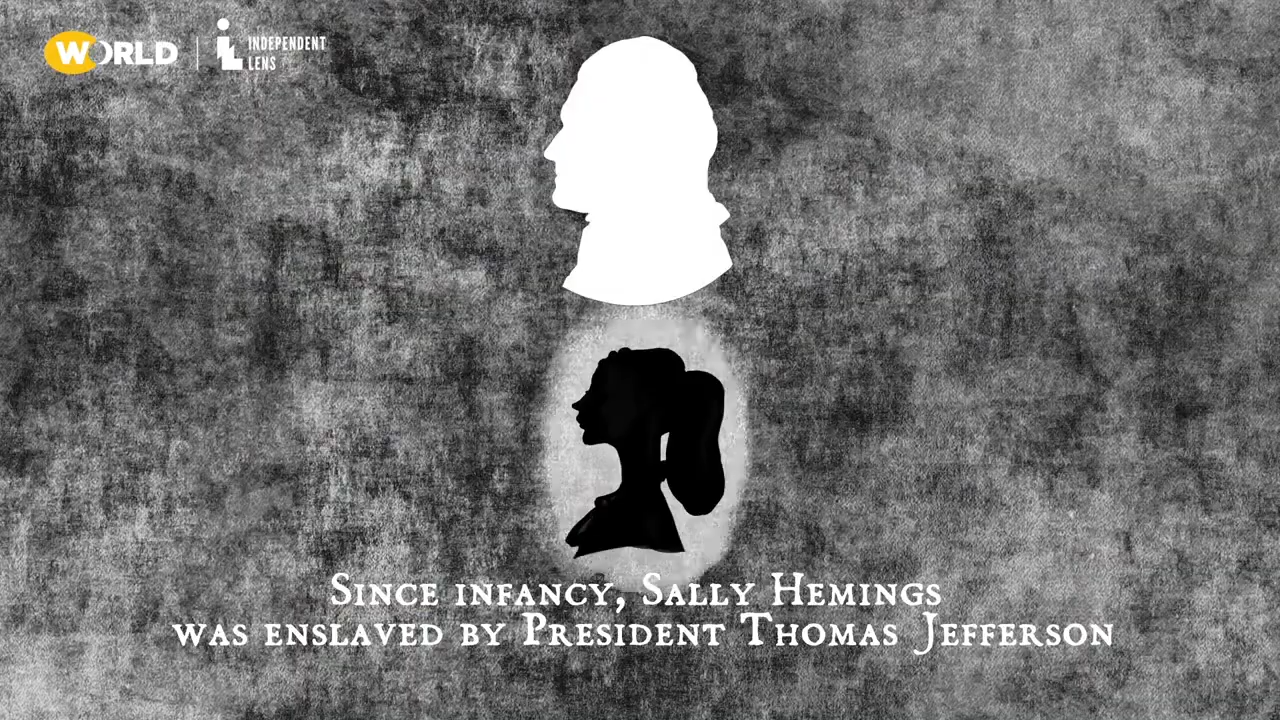 WORLD
INDEPENDENT
LENS
Since infancy, Sally Hemings
was enslaved by President Thomas Jefferson